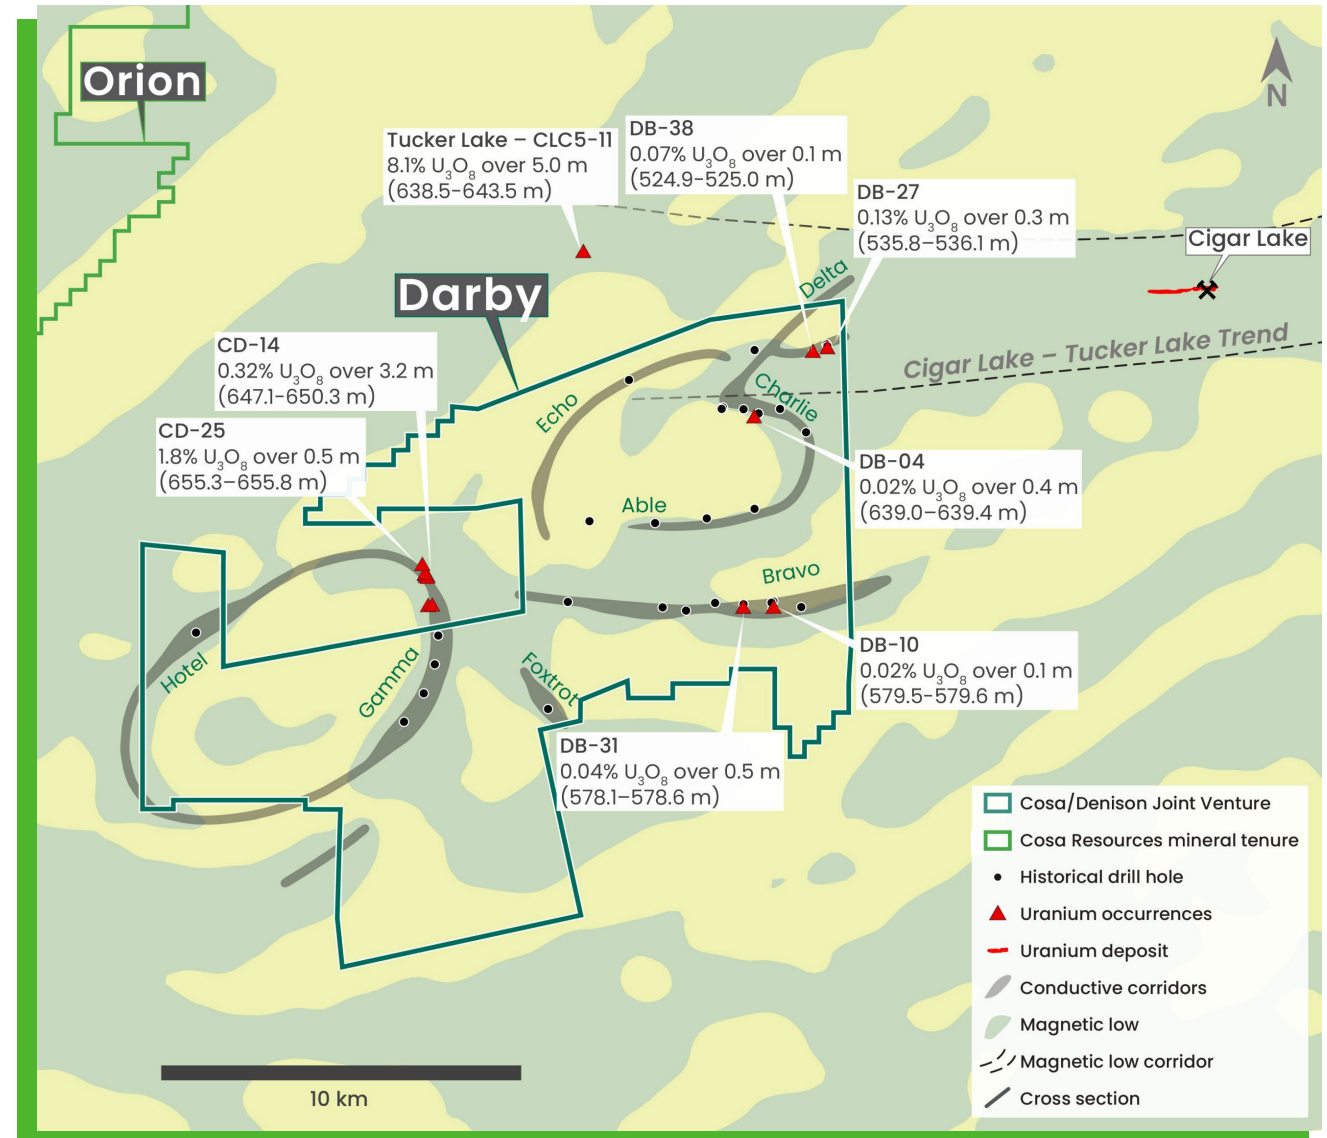 Orion
N
Tucker Lake – CLC5-11
8.1% U₃O₈ over 5.0 m
(638.5–643.5 m)
DB-38
0.07% U₃O₈ over 0.1 m
(524.9–525.0 m)
DB-27
0.13% U₃O₈ over 0.3 m
(535.8–536.1 m)
Cigar Lake
Delta
Darby
Cigar Lake – Tucker Lake Trend
CD-14
0.32% U₃O₈ over 3.2 m
(647.1–650.3 m)
Echo
Charlie
CD-25
1.8% U₃O₈ over 0.5 m
(655.3–655.8 m)
DB-04
0.02% U₃O₈ over 0.4 m
(639.0–639.4 m)
Able
Bravo
Hotel
Gamma
Foxtrot
DB-10
0.02% U₃O₈ over 0.1 m
(579.5–579.6 m)
DB-31
0.04% U₃O₈ over 0.5 m
(578.1–578.6 m)
Cosa/Denison Joint Venture
Cosa Resources mineral tenure
Historical drill hole
Uranium occurrences
Uranium deposit
Conductive corridors
Magnetic low
Magnetic low corridor
Cross section
10 km